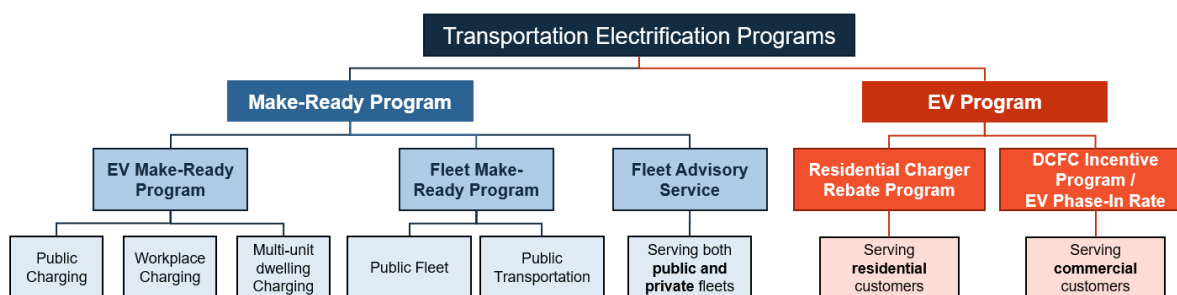 Transportation Electrification Programs
Make-Ready Program
EV Program
EV Make-Ready
Program
Fleet Make-
Ready Program
Fleet Advisory
Service
Residential Charger
Rebate Program
DCFC Incentive
Program /
EV Phase-In Rate
Public
Charging
Workplace
Charging
Multi-unit
dwelling
Charging
Public Fleet
Public
Transportation
Serving both
public and
private fleets
Serving
residential
customers
Serving
commercial
customers